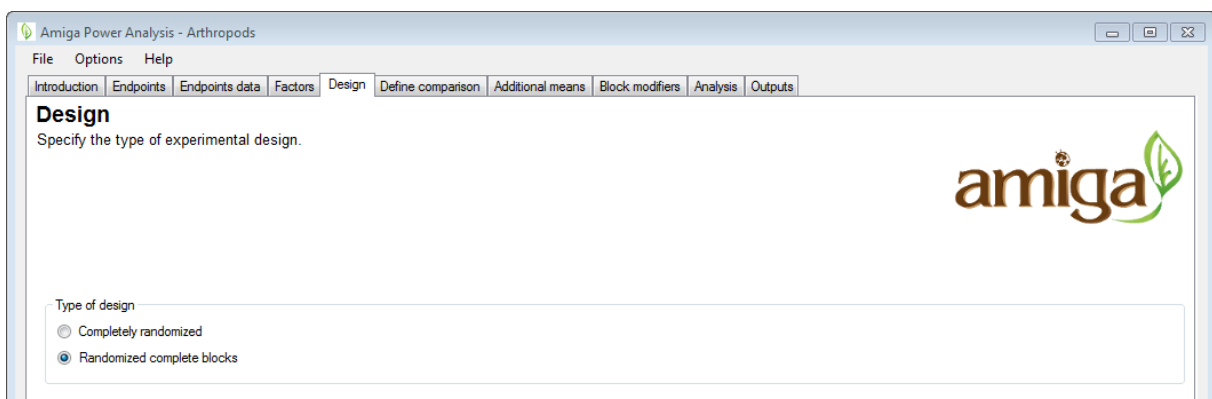 Amiga Power Analysis - Arthropods
File Options Help
Introduction Endpoints Endpoints data Factors Design Define comparison Additional means Block modifiers Analysis Outputs
Design
Specify the type of experimental design.
amiga
Type of design
Completely randomized
Randomized complete blocks